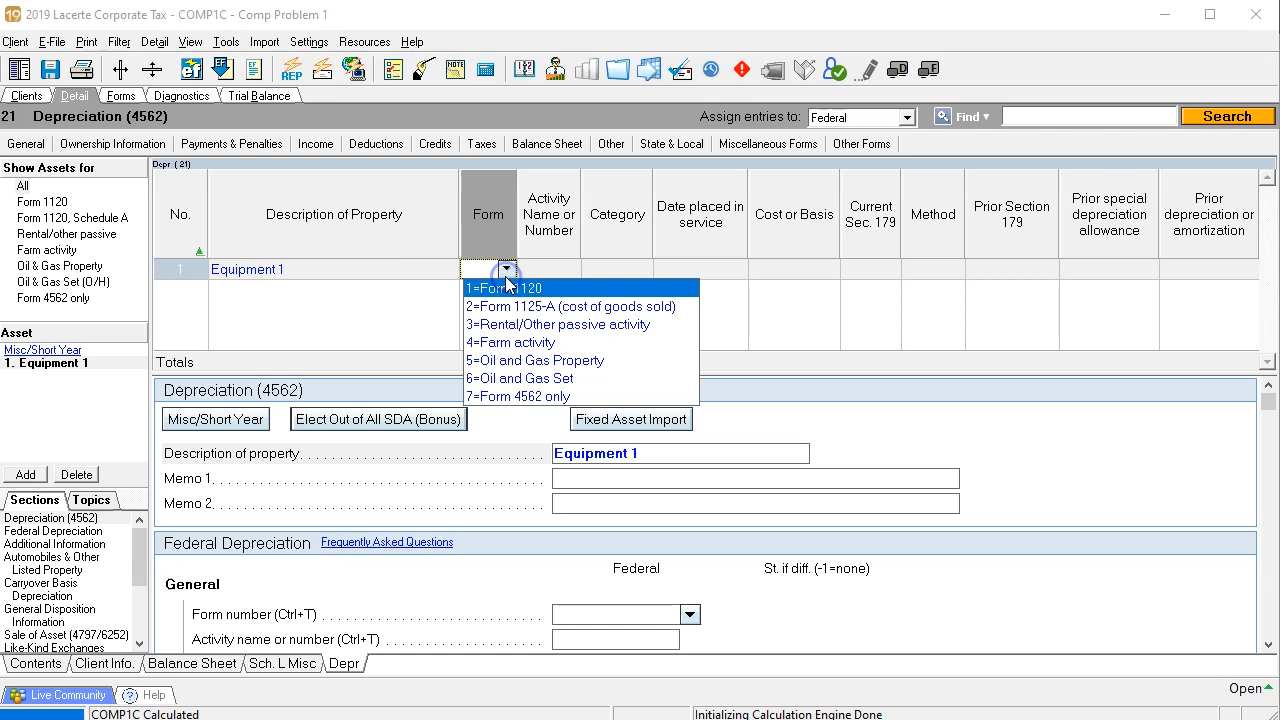 2019 Lacerte Corporate Tax - COMP1C - Comp Problem 1
Client E-File Print Filter Detail View Tools Import Settings Resources Help
REP
Clients Detail Forms Diagnostics Trial Balance
21 Depreciation (4562) Assign entries to: Federal Find Search
General Ownership Information Payments & Penalties Income Deductions Credits Taxes Balance Sheet Other State & Local Miscellaneous Forms Other Forms
Show Assets for
All
Form 1120
Form 1120, Schedule A
Rental/other passive
Farm activity
Oil & Gas Property
Oil & Gas Set (O/H)
Form 4562 only
Asset
Misc/Short Year
1. Equipment 1
Add Delete
Sections Topics
Depreciation (4562)
Federal Depreciation
Additional Information
Automobiles & Other
Listed Property
Carryover Basis
Depreciation
General Disposition
Information
Sale of Asset (4797/6252)
Like-Kind Exchanges
Depr (21)
No. Description of Property Form Activity Name or Number Category Date placed in service Cost or Basis Current Sec. 179 Method Prior Section 179 Prior special depreciation allowance Prior depreciation or amortization
1 Equipment 1
1=Form 1120
2=Form 1125-A (cost of goods sold)
3=Rental/Other passive activity
4=Farm activity
5=Oil and Gas Property
6=Oil and Gas Set
7=Form 4562 only
Totals
Depreciation (4562)
Misc/Short Year Elect Out of All SDA (Bonus) Fixed Asset Import
Description of property Equipment 1
Memo 1
Memo 2
Federal Depreciation Frequently Asked Questions
Federal St. if diff. (-1=none)
General
Form number (Ctrl+T)
Activity name or number (Ctrl+T)
Contents Client Info. Balance Sheet Sch. L Misc Depr
Live Community Help Open
COMP1C Calculated Initializing Calculation Engine Done